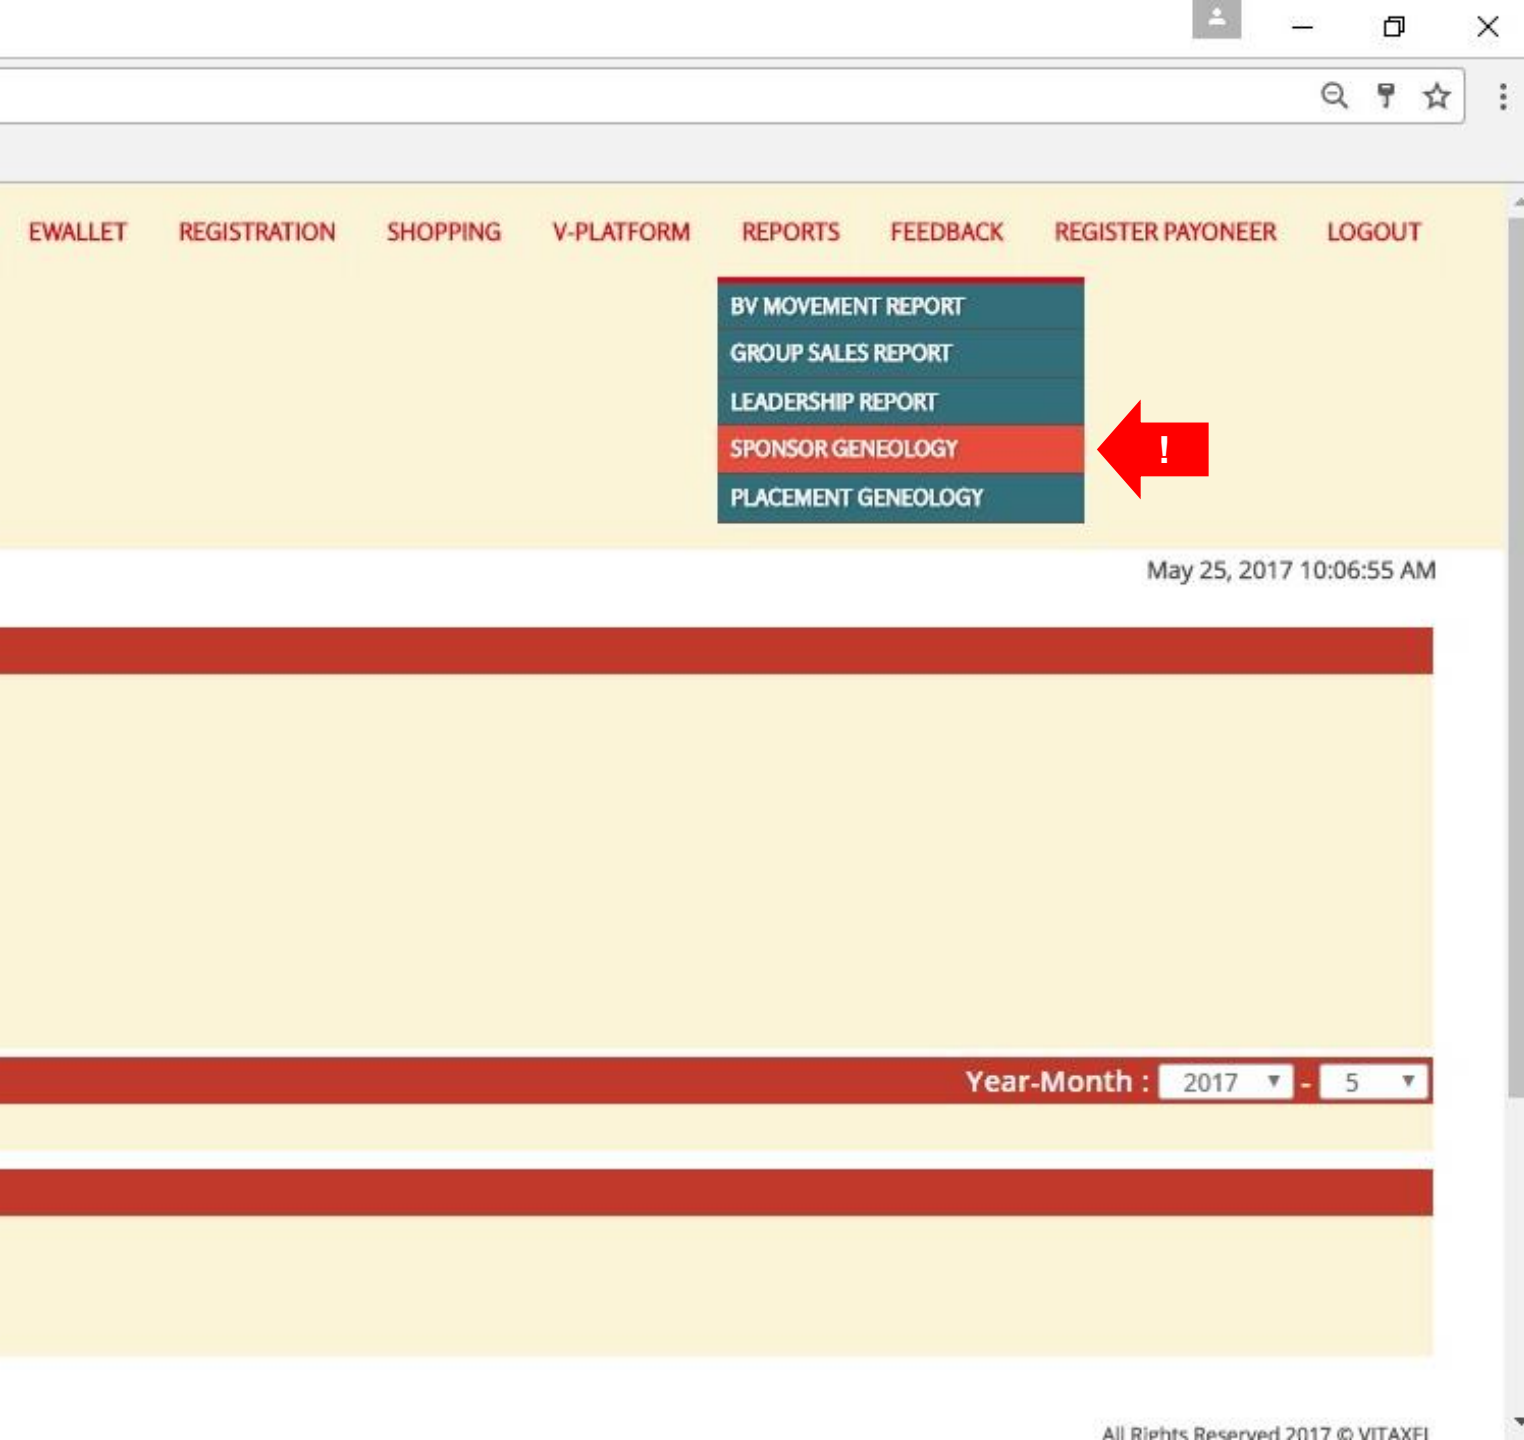 EWALLET REGISTRATION SHOPPING V-PLATFORM REPORTS FEEDBACK REGISTER PAYONEER LOGOUT
BV MOVEMENT REPORT
GROUP SALES REPORT
LEADERSHIP REPORT
SPONSOR GENEOLOGY
!
PLACEMENT GENEOLOGY
May 25, 2017 10:06:55 AM
Year-Month : 2017 - 5
All Rights Reserved 2017 © VITAXEL